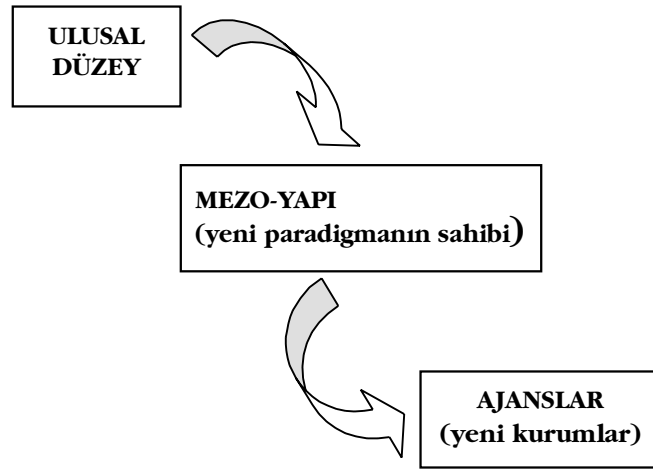 ULUSAL
DÜZEY
MEZO-YAPI
(yeni paradigmanın sahibi)
AJANSLAR
(yeni kurumlar)